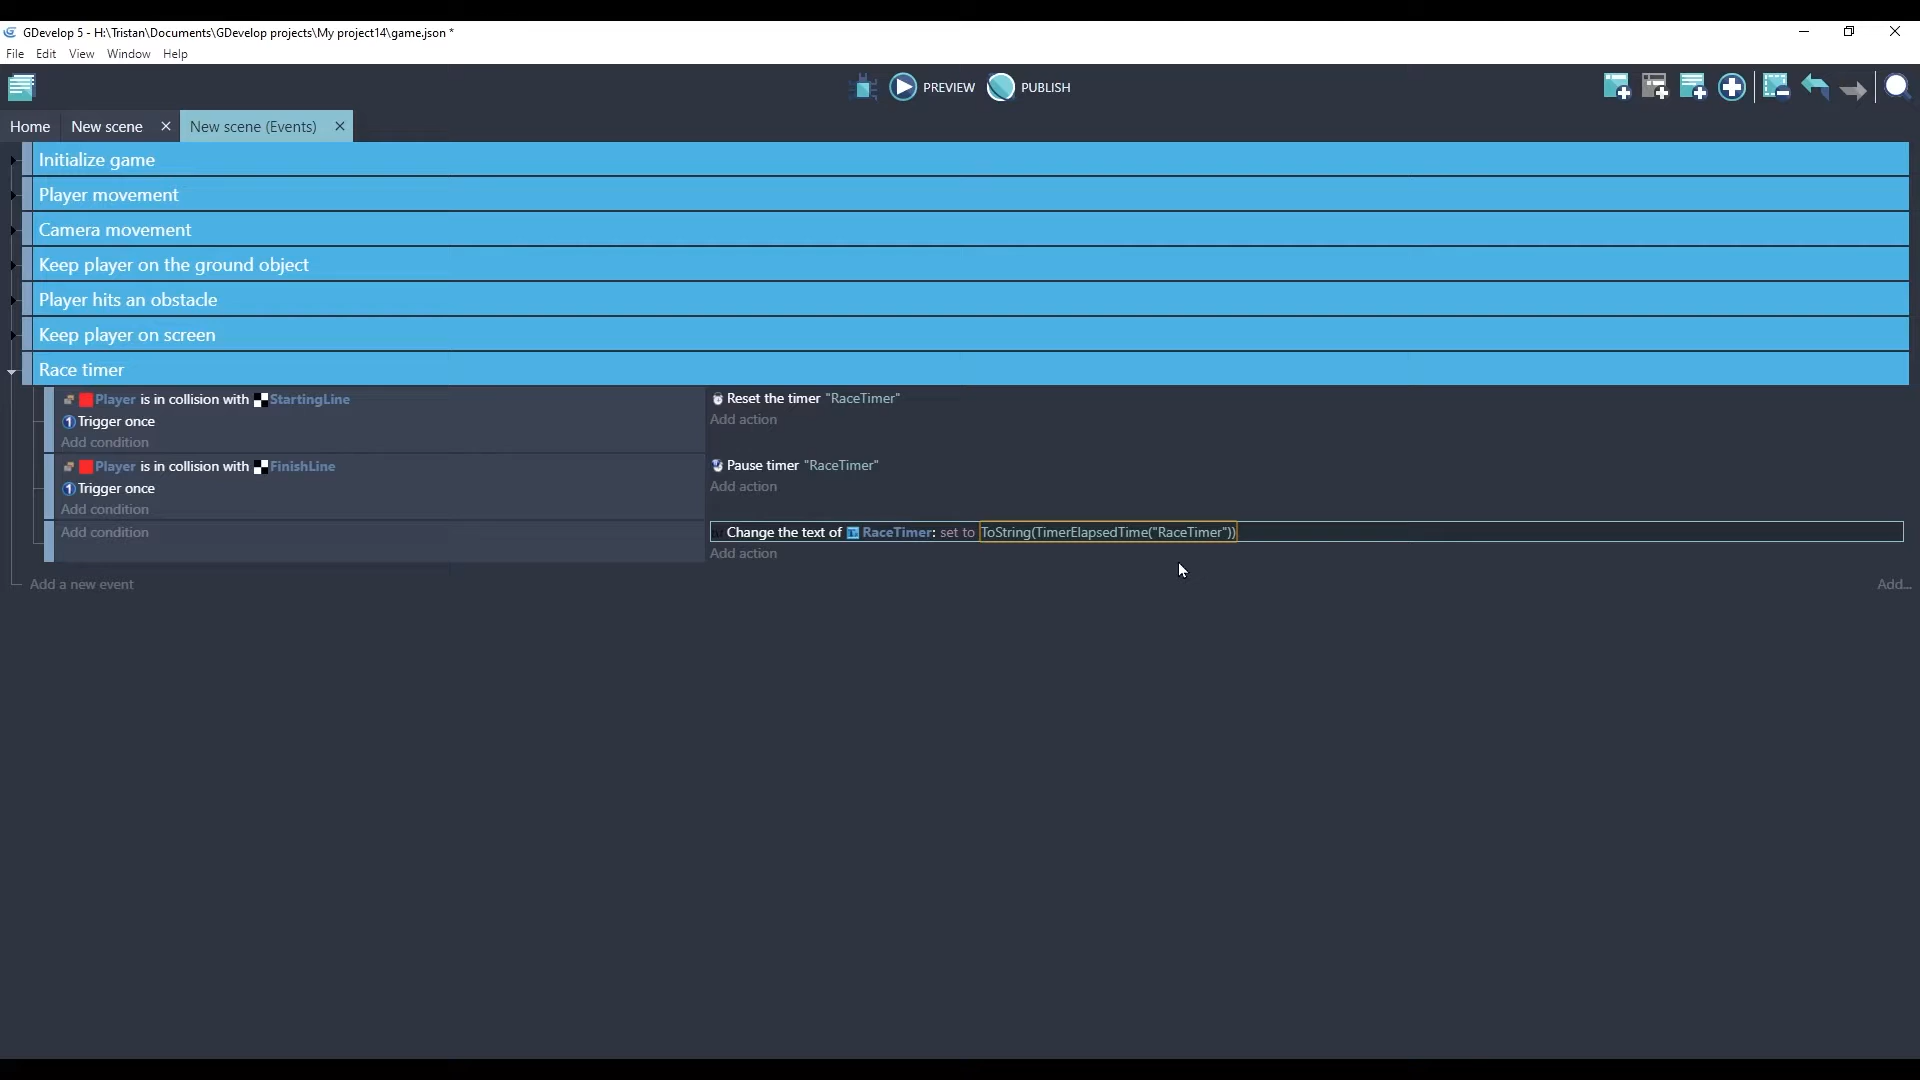 GDevelop 5 - H:\Tristan\Documents\GDevelop projects\My project14\game.json *
File Edit View Window Help
PREVIEW PUBLISH
Home New scene New scene (Events)
Initialize game
Player movement
Camera movement
Keep player on the ground object
Player hits an obstacle
Keep player on screen
Race timer
Player is in collision with StartingLine Reset the timer "RaceTimer"
Trigger once Add action
Add condition
Player is in collision with FinishLine Pause timer "RaceTimer"
Trigger once Add action
Add condition
Add condition Change the text of RaceTimer: set to ToString(TimerElapsedTime("RaceTimer"))
Add action
Add a new event Add...